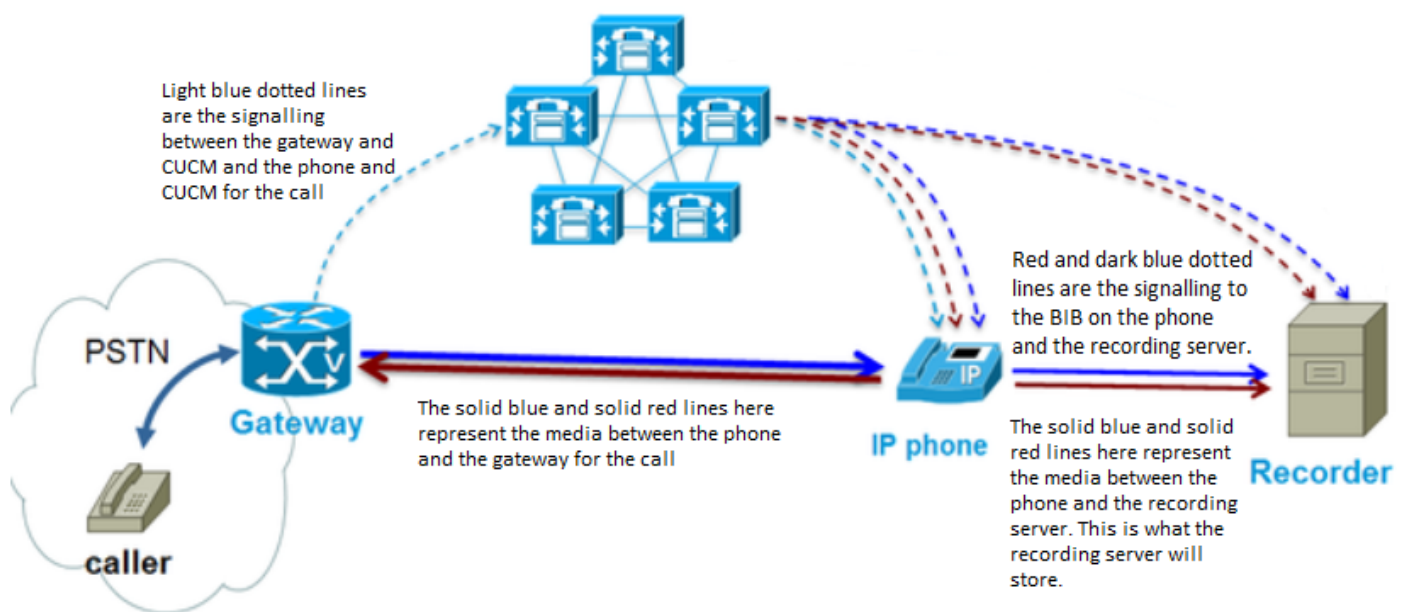 Light blue dotted lines
are the signalling
between the gateway and
CUCM and the phone and
CUCM for the call
PSTN
V
Gateway
caller
The solid blue and solid red lines here
represent the media between the phone
and the gateway for the call
IP
IP phone
Red and dark blue dotted
lines are the signalling to
the BIB on the phone
and the recording server.
The solid blue and solid
red lines here represent
the media between the
phone and the recording
server. This is what the
recording server will
store.
Recorder